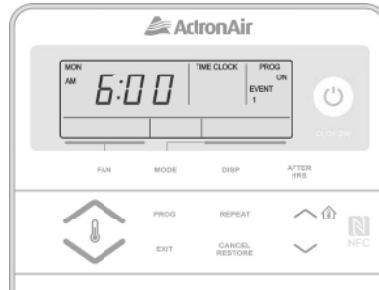 ActronAir
MON TIME CLOCK PROG
AM 6:00 ON
EVENT
1
FAN MODE DISP AFTER
HRS
PROG REPEAT
EXIT CANCEL
RESTORE
NFC